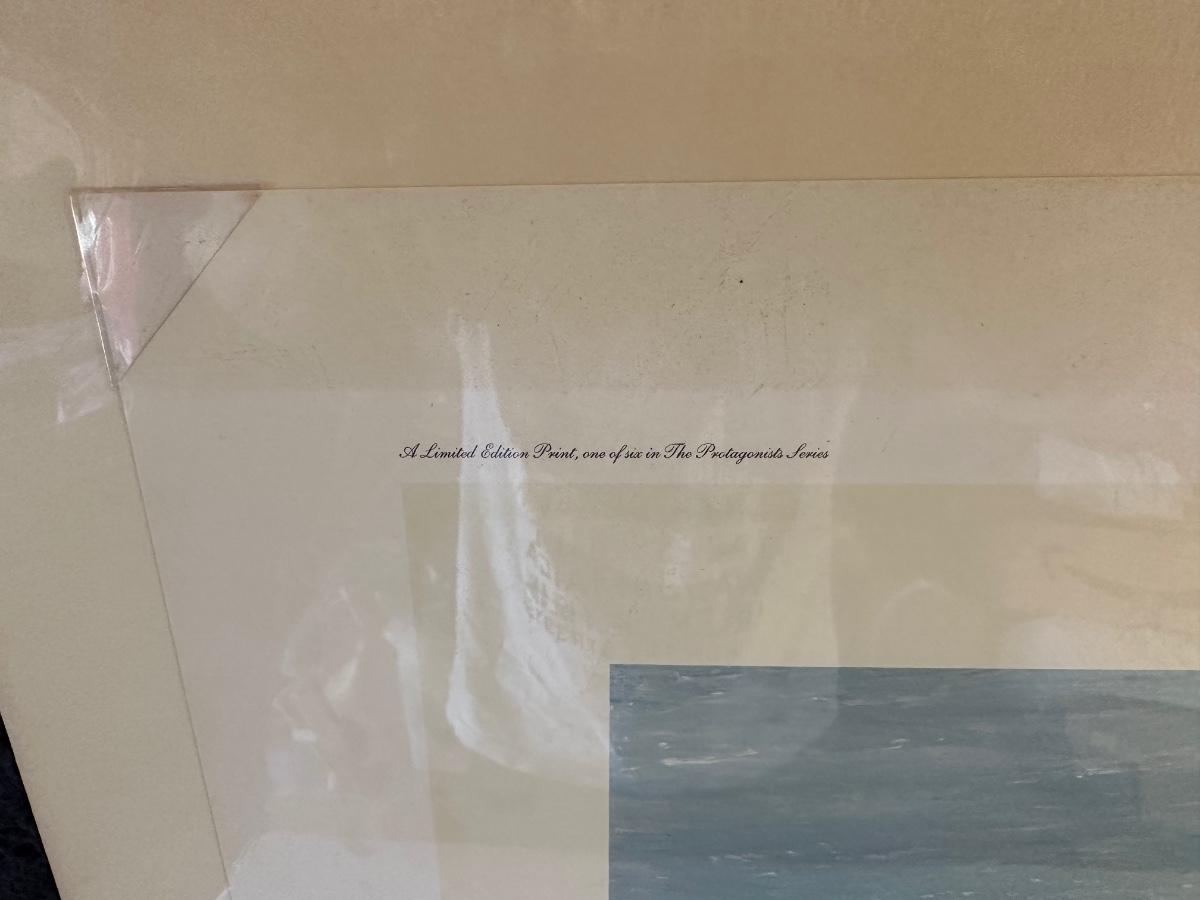 A Limited Edition Print, one of six in The Protagonists Series